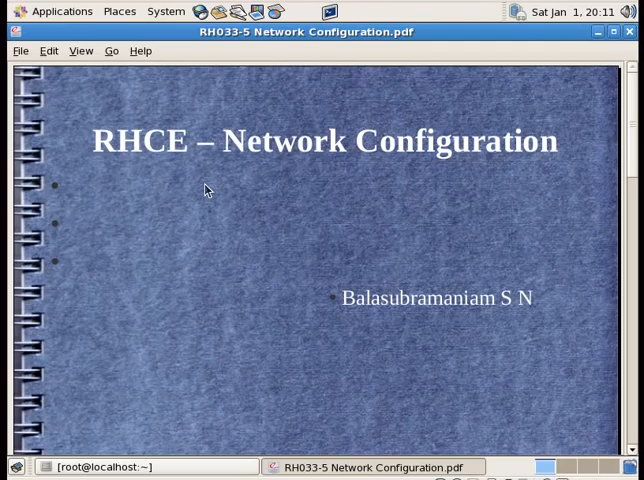 Applications Places System Sat Jan 1, 20:11
RH033-5 Network Configuration.pdf
File Edit View Go Help
RHCE – Network Configuration
Balasubramaniam S N
[root@localhost:~] RH033-5 Network Configuration.pdf